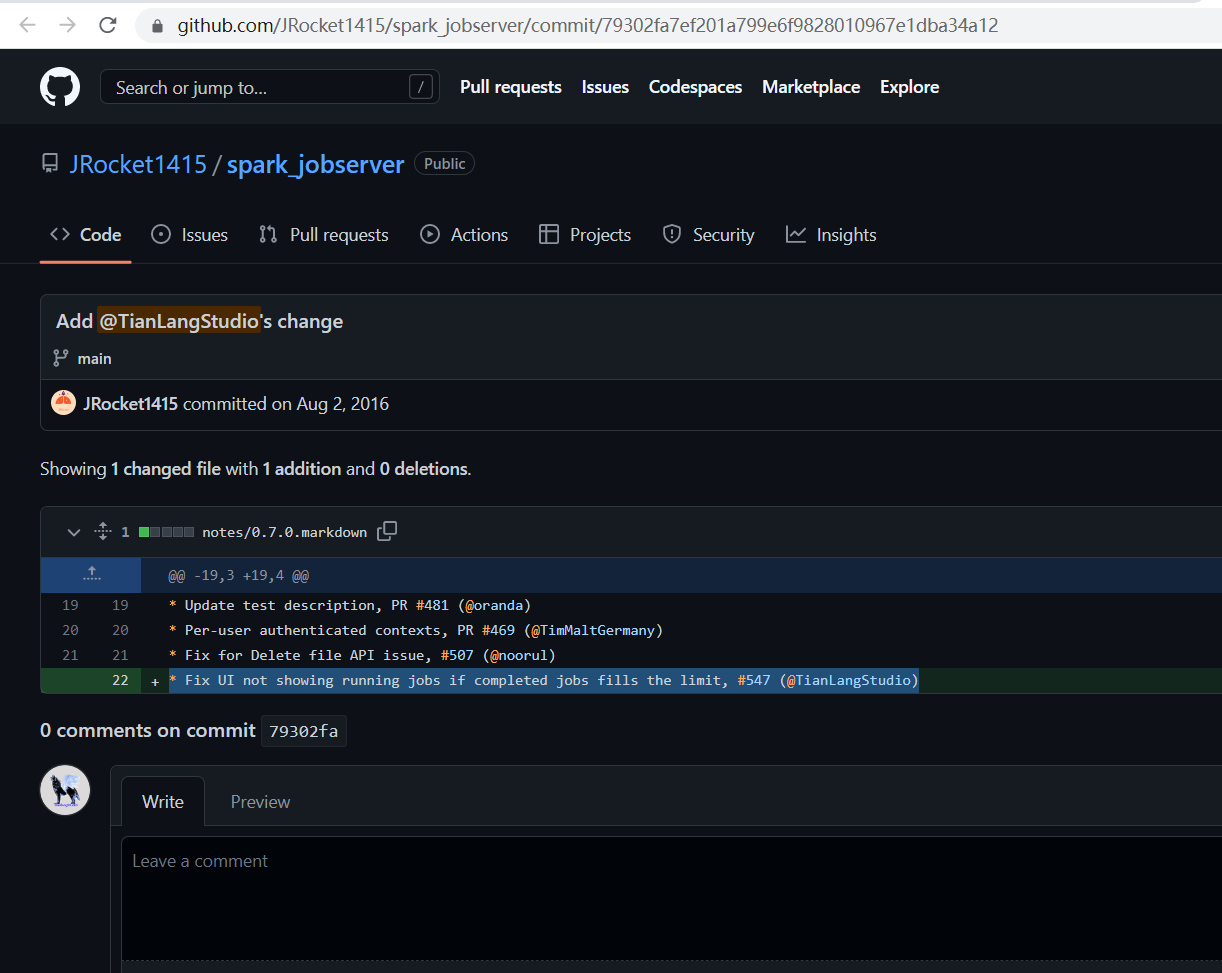 github.com/JRocket1415/spark_jobserver/commit/79302fa7ef201a799e6f9828010967e1dba34a12
Search or jump to... / Pull requests Issues Codespaces Marketplace Explore
JRocket1415 / spark_jobserver Public
Code Issues Pull requests Actions Projects Security Insights
Add @TianLangStudio's change
main
JRocket1415 committed on Aug 2, 2016
Showing 1 changed file with 1 addition and 0 deletions.
1 notes/0.7.0.markdown
@@ -19,3 +19,4 @@
19 19 * Update test description, PR #481 (@oranda)
20 20 * Per-user authenticated contexts, PR #469 (@TimMaltGermany)
21 21 * Fix for Delete file API issue, #507 (@noorul)
22 + * Fix UI not showing running jobs if completed jobs fills the limit, #547 (@TianLangStudio)
0 comments on commit 79302fa
Write Preview
Leave a comment